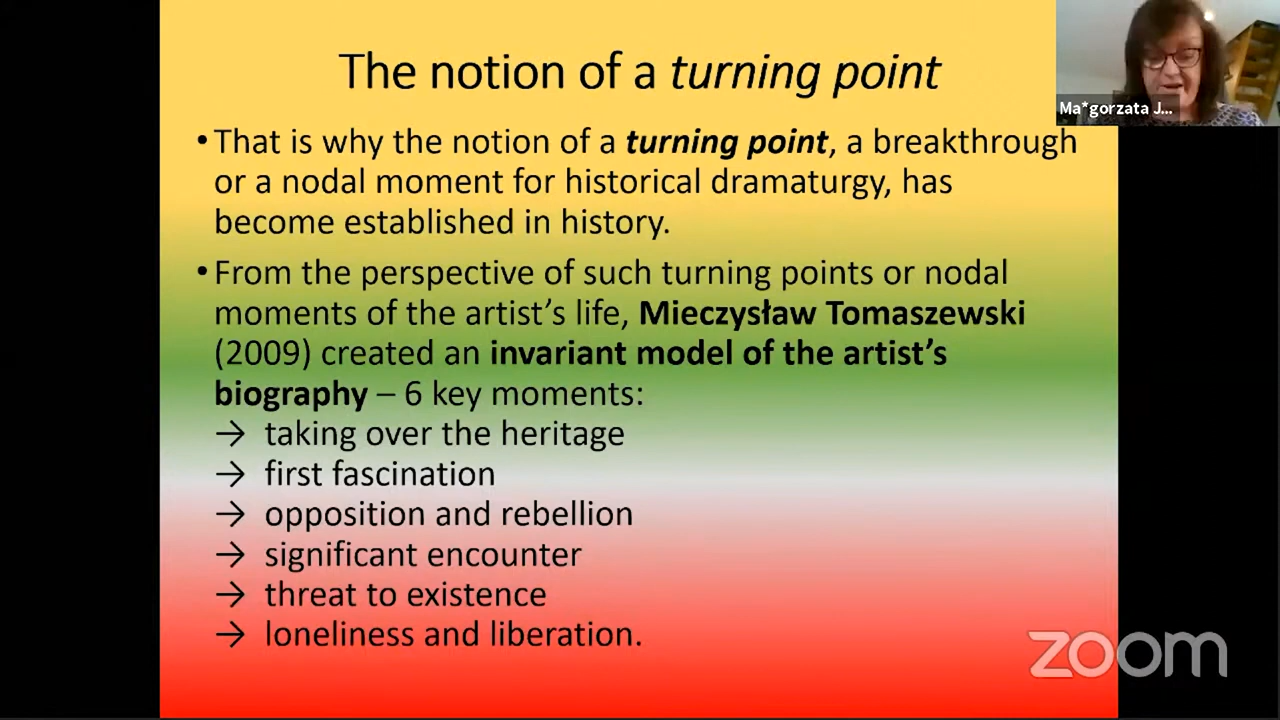 The notion of a turning point
Ma*gorzata J...
•That is why the notion of a turning point, a breakthrough
or a nodal moment for historical dramaturgy, has
become established in history.
•From the perspective of such turning points or nodal
moments of the artist’s life, Mieczysław Tomaszewski
(2009) created an invariant model of the artist’s
biography – 6 key moments:
→ taking over the heritage
→ first fascination
→ opposition and rebellion
→ significant encounter
→ threat to existence
→ loneliness and liberation.
zoom